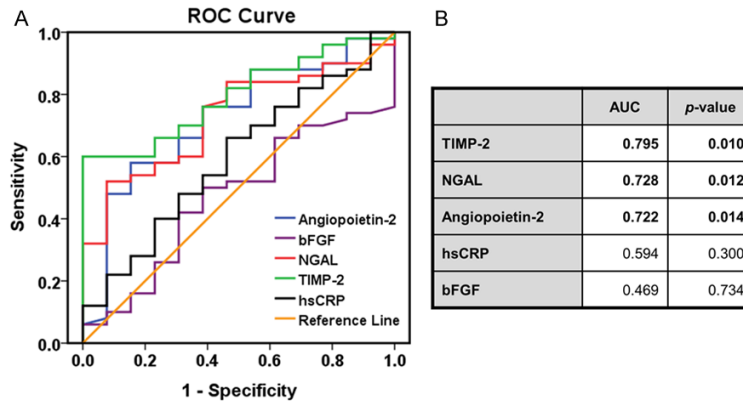 A
ROC Curve
B
Sensitivity
1.0
0.8
0.6
0.4
0.2
0.0
Angiopoietin-2
bFGF
NGAL
TIMP-2
hsCRP
Reference Line
0.0 0.2 0.4 0.6 0.8 1.0
1 - Specificity
AUC p-value
TIMP-2 0.795 0.010
NGAL 0.728 0.012
Angiopoietin-2 0.722 0.014
hsCRP 0.594 0.300
bFGF 0.469 0.734